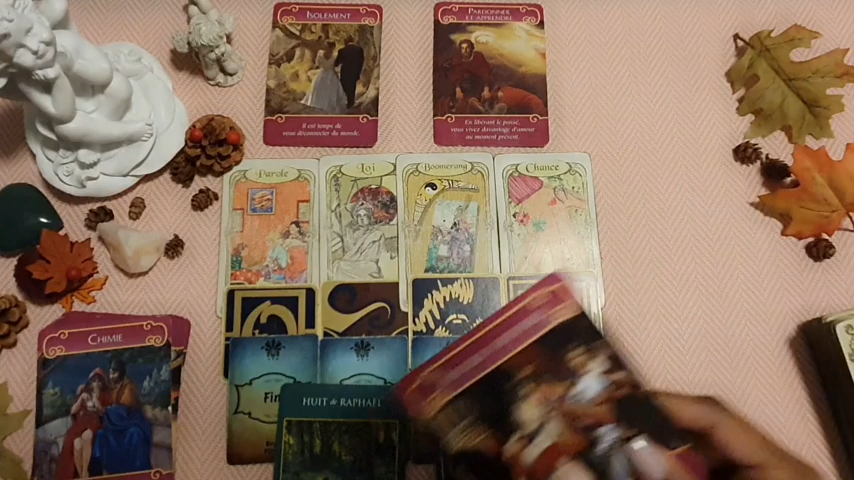 ISOLEMENT
Il est temps de
vous déconnecter du monde.
PARDONNER
ET APPRENDRE
En libérant le passé,
vous vivez davantage d'amour
au moment présent.
Parole
Loi
Boomerang
Chance
CHIMIE
Fin
HUIT de RAPHAËL